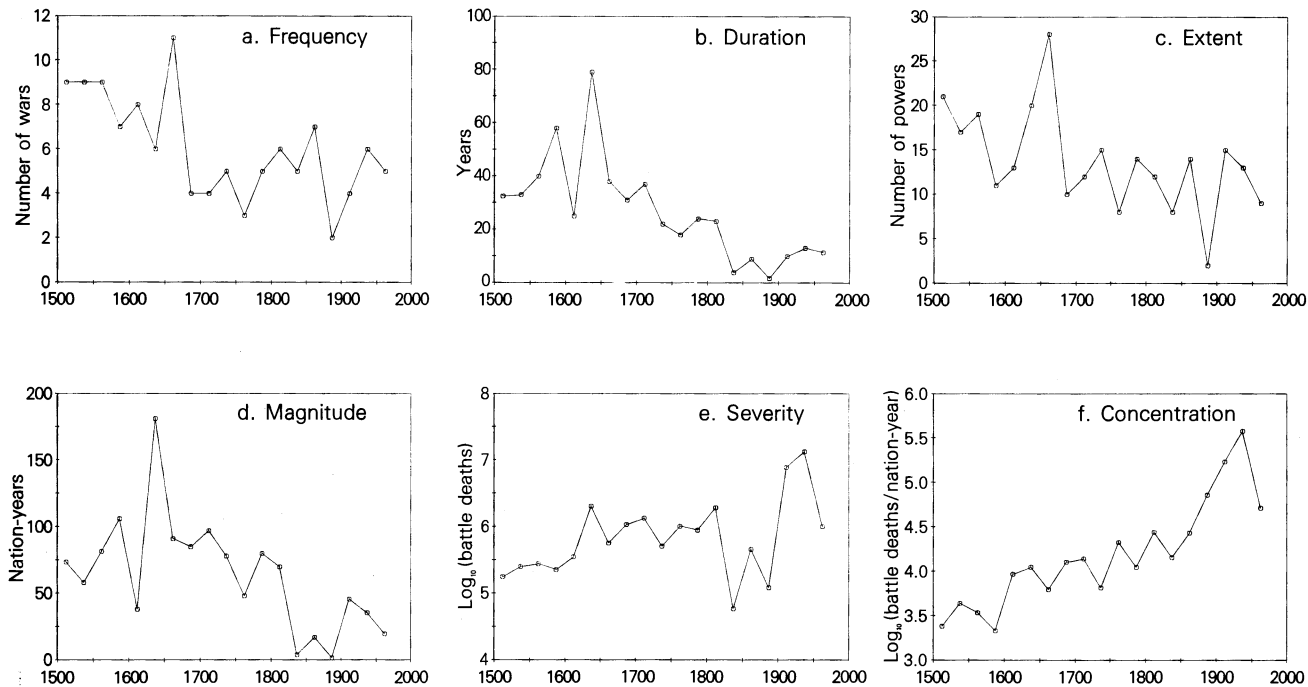 a. Frequency
Number of wars
12
10
8
6
4
2
0
1500 1600 1700 1800 1900 2000
b. Duration
Years
100
80
60
40
20
0
1500 1600 1700 1800 1900 2000
c. Extent
Number of powers
30
25
20
15
10
5
0
1500 1600 1700 1800 1900 2000
d. Magnitude
Nation-years
200
150
100
50
0
1500 1600 1700 1800 1900 2000
e. Severity
Log₁₀ (battle deaths)
8
7
6
5
4
1500 1600 1700 1800 1900 2000
f. Concentration
Log₁₀ (battle deaths/nation-year)
6.0
5.5
5.0
4.5
4.0
3.5
3.0
1500 1600 1700 1800 1900 2000